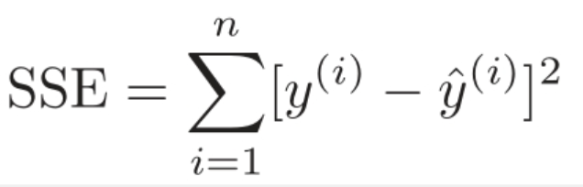 SSE = \sum_{i=1}^{n} [y^{(i)} - \hat{y}^{(i)}]^2